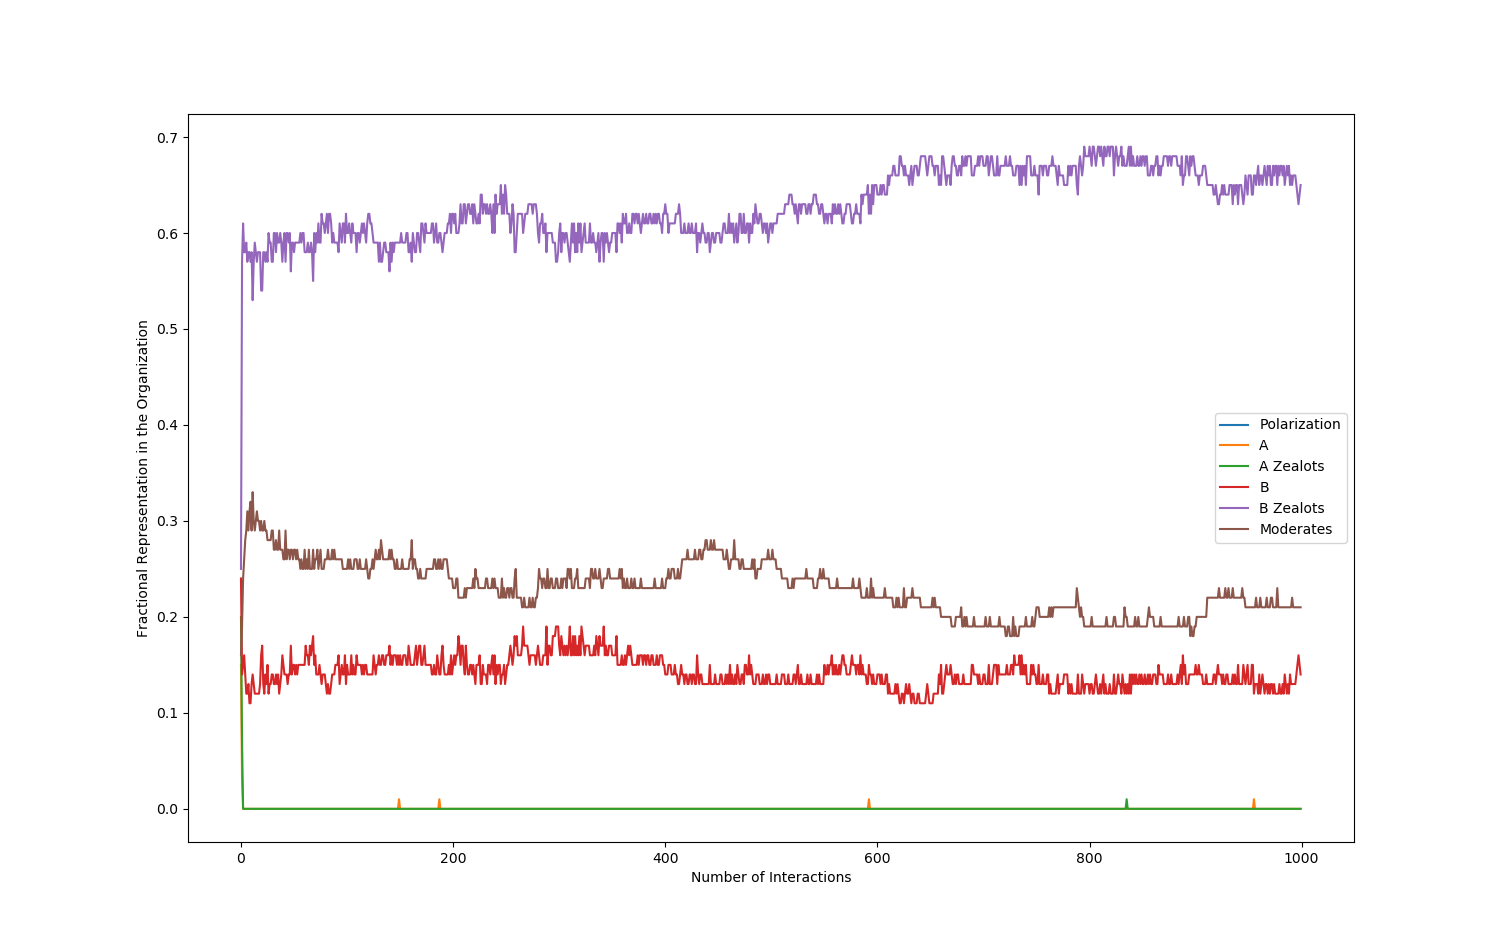 0.7
0.6
0.5
0.4
0.3
0.2
0.1
0.0
Fractional Representation in the Organization
0 200 400 600 800 1000
Number of Interactions
Polarization
A
A Zealots
B
B Zealots
Moderates